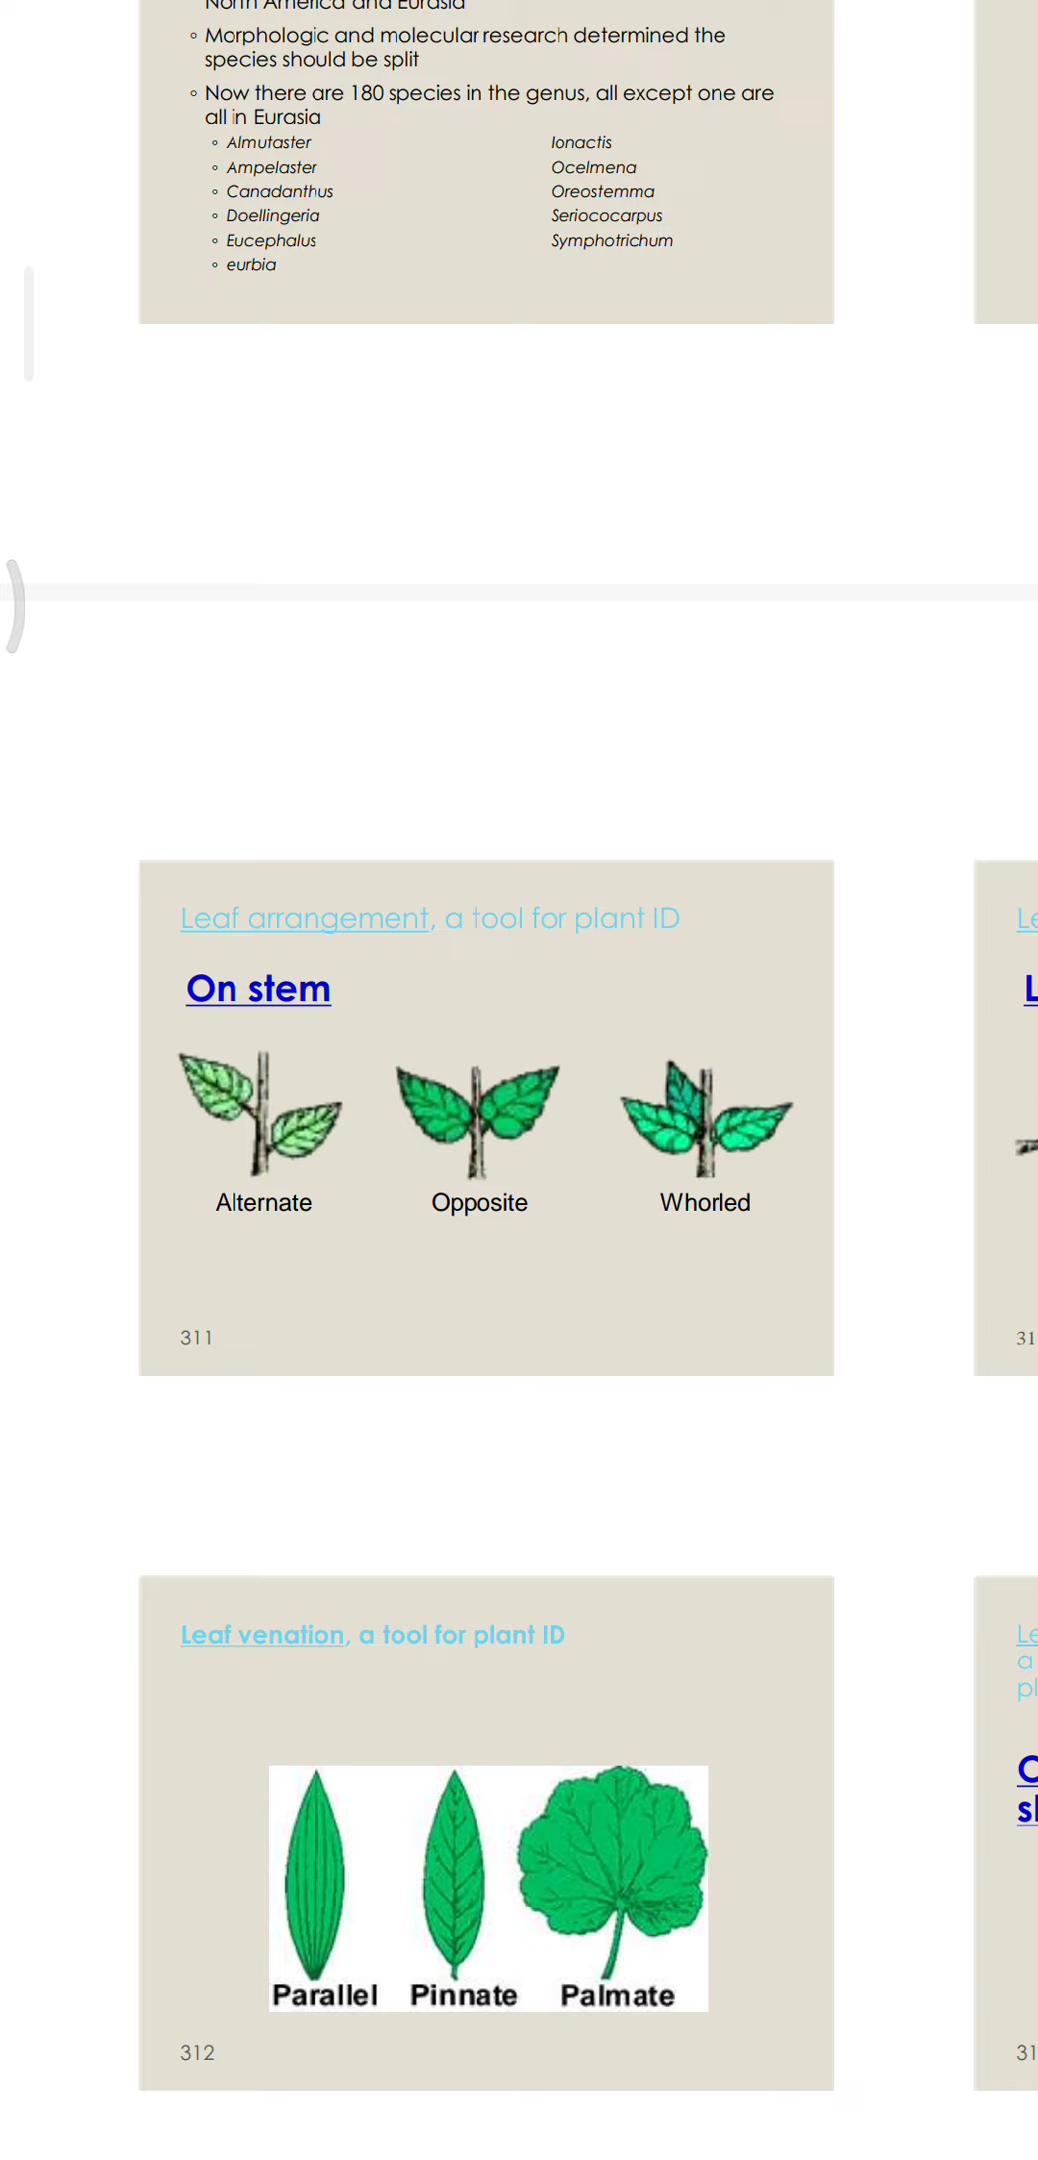 North America and Eurasia
◦ Morphologic and molecular research determined the
species should be split
◦ Now there are 180 species in the genus, all except one are
all in Eurasia
◦ Almutaster
◦ Ampelaster
◦ Canadanthus
◦ Doellingeria
◦ Eucephalus
◦ eurbia
Ionactis
Ocelmena
Oreostemma
Seriococarpus
Symphotrichum
Leaf arrangement, a tool for plant ID
On stem
Alternate Opposite Whorled
311
Leaf venation, a tool for plant ID
Parallel Pinnate Palmate
312